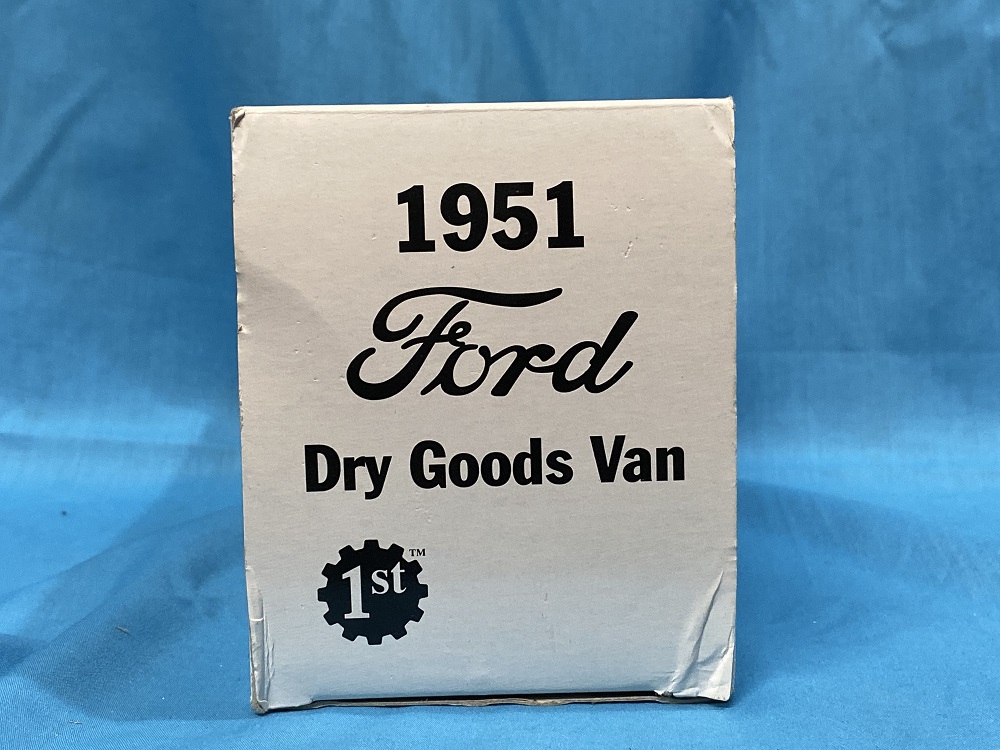 1951
Ford
Dry Goods Van
1st™